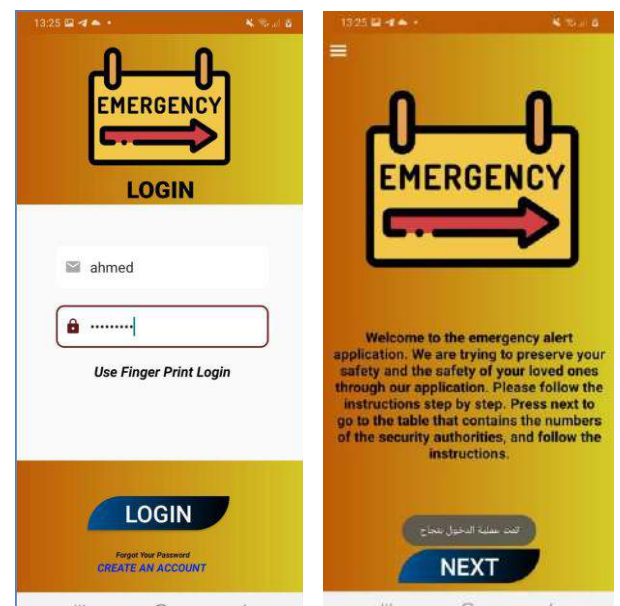 13:25
EMERGENCY
LOGIN
ahmed
Use Finger Print Login
LOGIN
Forgot Your Password
CREATE AN ACCOUNT
13:25
EMERGENCY
Welcome to the emergency alert
application. We are trying to preserve your
safety and the safety of your loved ones
through our application. Please follow the
instructions step by step. Press next to
go to the table that contains the numbers
of the security authorities, and follow the
instructions.
تمت عملية الدخول بنجاح
NEXT